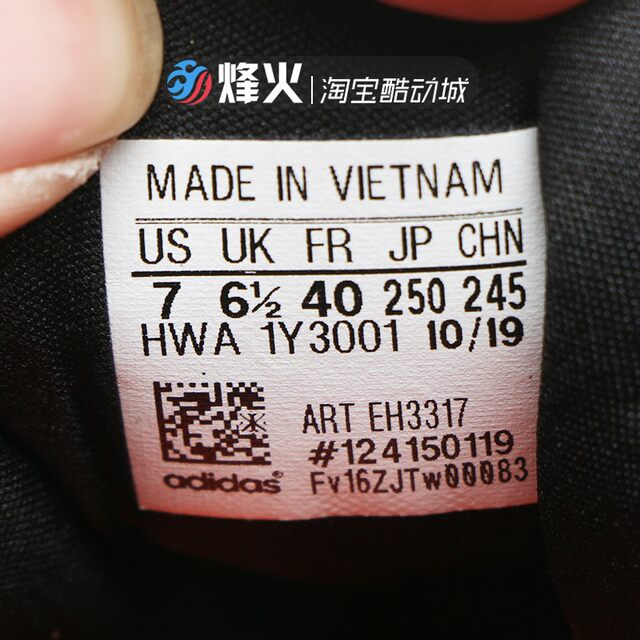 烽火|淘宝酷动城
MADE IN VIETNAM
US UK FR JP CHN
7 6½ 40 250 245
HWA 1Y3001 10/19
ART EH3317
#124150119
adidas® Fv16ZJTw00083